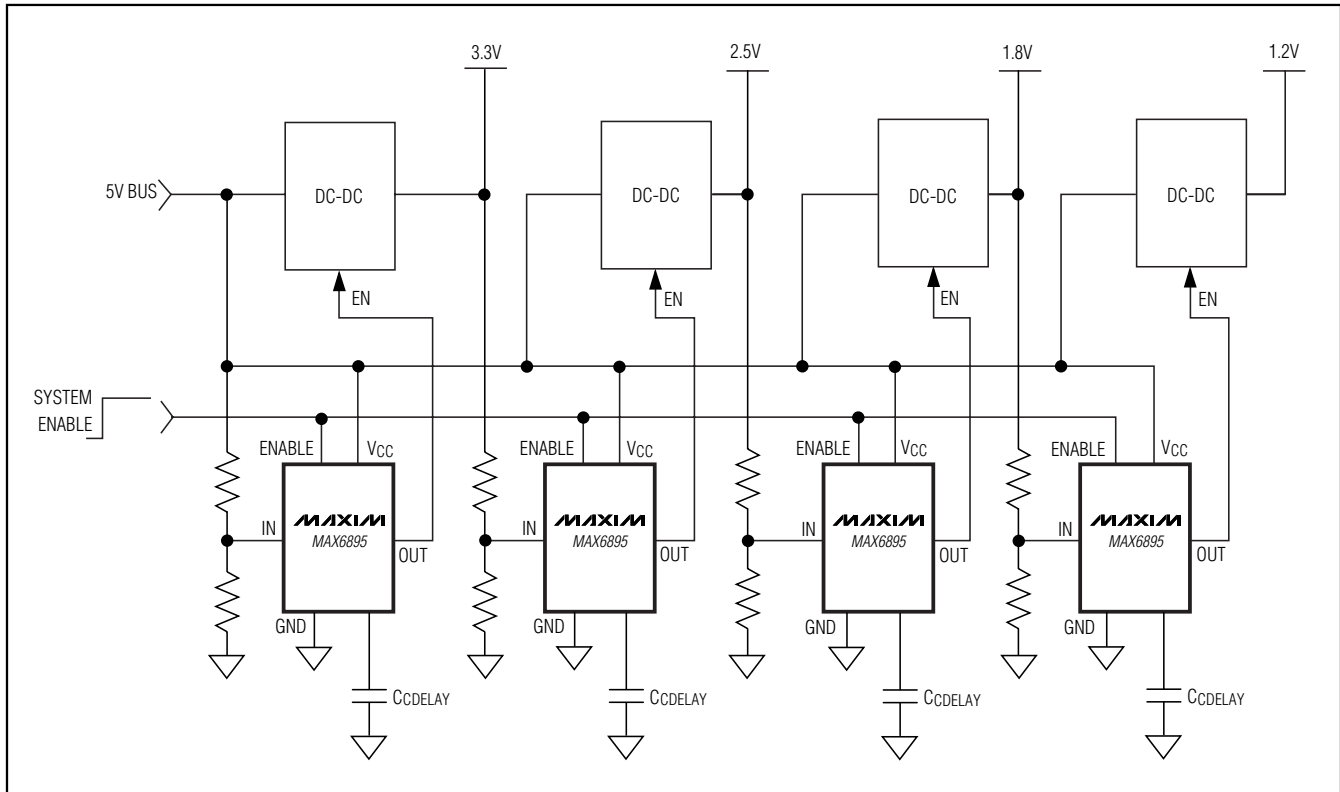 3.3V
2.5V
1.8V
1.2V
5V BUS
DC-DC
DC-DC
DC-DC
DC-DC
EN
EN
EN
EN
SYSTEM
ENABLE
ENABLE
VCC
ENABLE
VCC
ENABLE
VCC
ENABLE
VCC
IN
MAXIM
MAX6895
OUT
IN
MAXIM
MAX6895
OUT
IN
MAXIM
MAX6895
OUT
IN
MAXIM
MAX6895
OUT
GND
GND
GND
GND
CCDELAY
CCDELAY
CCDELAY
CCDELAY